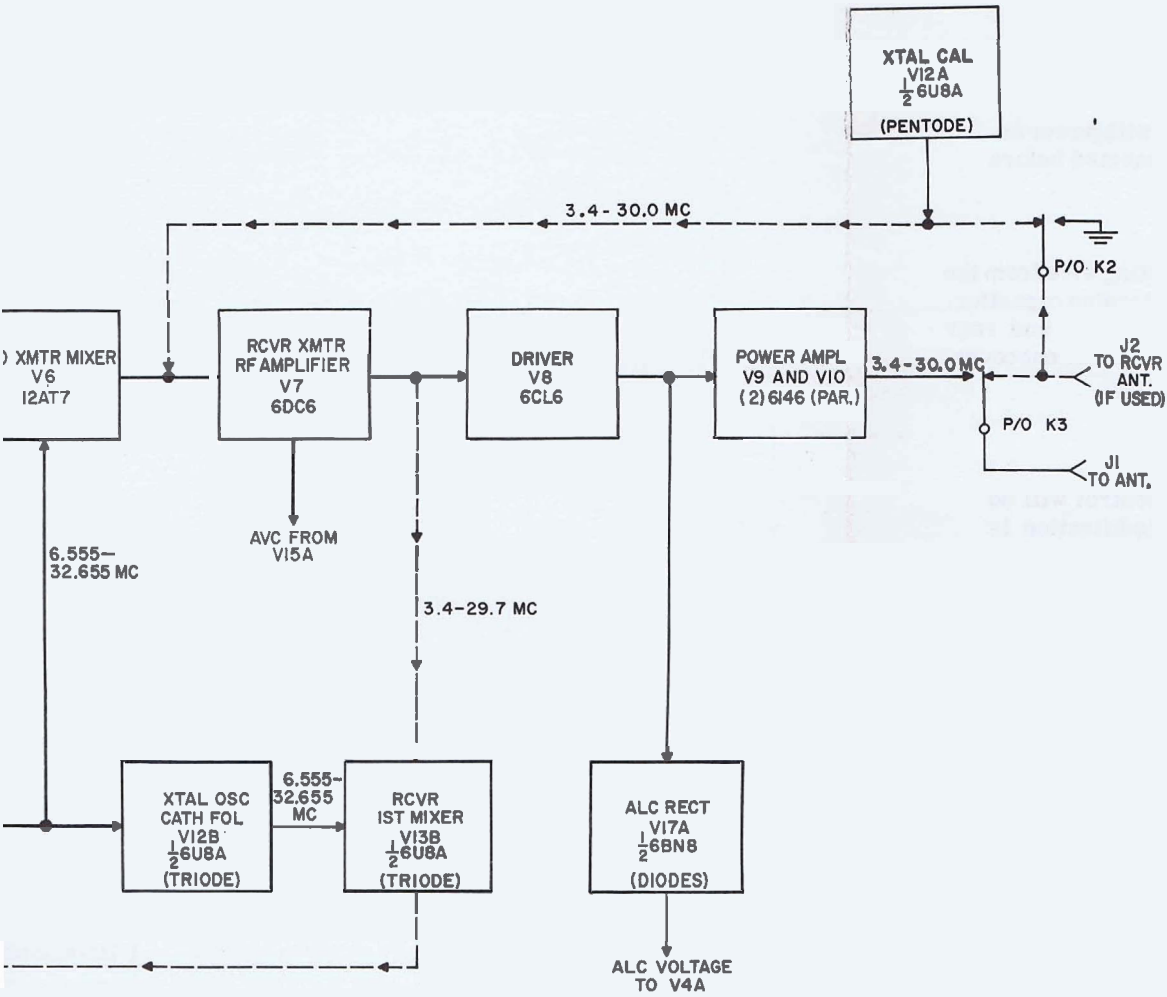 XTAL CAL
V12A
1/2 6U8A
(PENTODE)
3.4-30.0 MC
P/O K2
) XMTR MIXER
V6
12AT7
RCVR XMTR
RF AMPLIFIER
V7
6DC6
DRIVER
V8
6CL6
POWER AMPL
V9 AND V10
(2) 6146 (PAR.)
3.4-30.0 MC
J2
TO RCVR
ANT.
(IF USED)
P/O K3
J1
TO ANT.
AVC FROM
V15A
6.555-
32.655 MC
3.4-29.7 MC
XTAL OSC
CATH FOL
V12B
1/2 6U8A
(TRIODE)
6.555-
32.655
MC
RCVR
1ST MIXER
V13B
1/2 6U8A
(TRIODE)
ALC RECT
V17A
1/2 6BN8
(DIODES)
ALC VOLTAGE
TO V4A